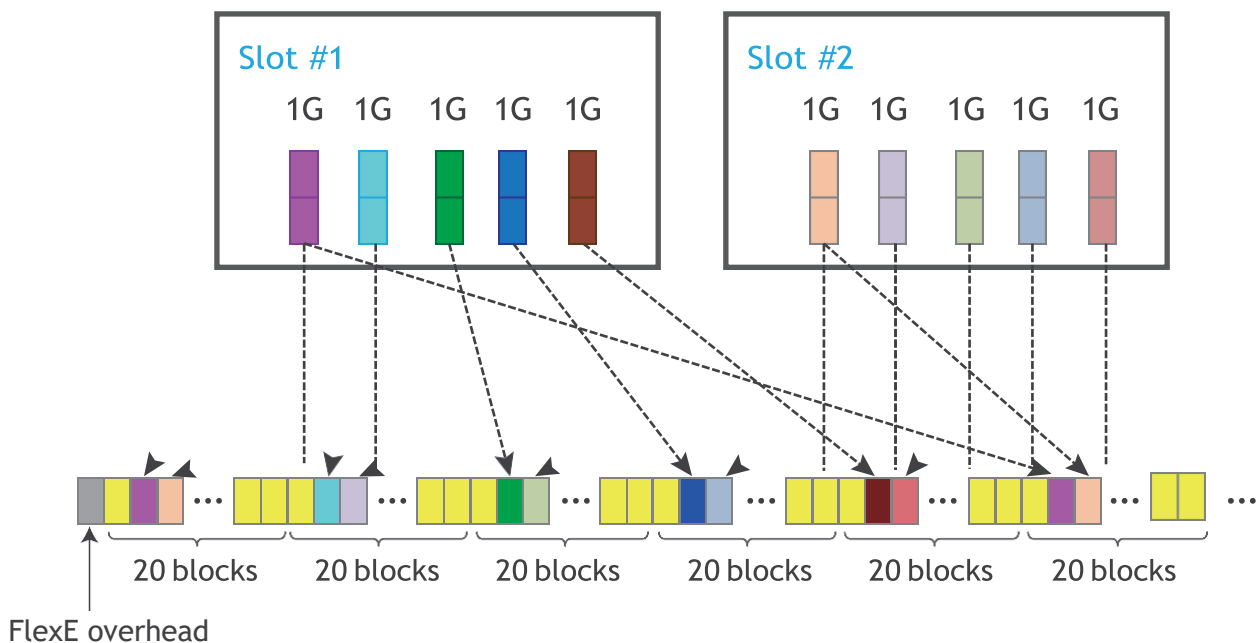 Slot #1 Slot #2
1G 1G 1G 1G 1G 1G 1G 1G 1G 1G
20 blocks 20 blocks 20 blocks 20 blocks 20 blocks 20 blocks
FlexE overhead